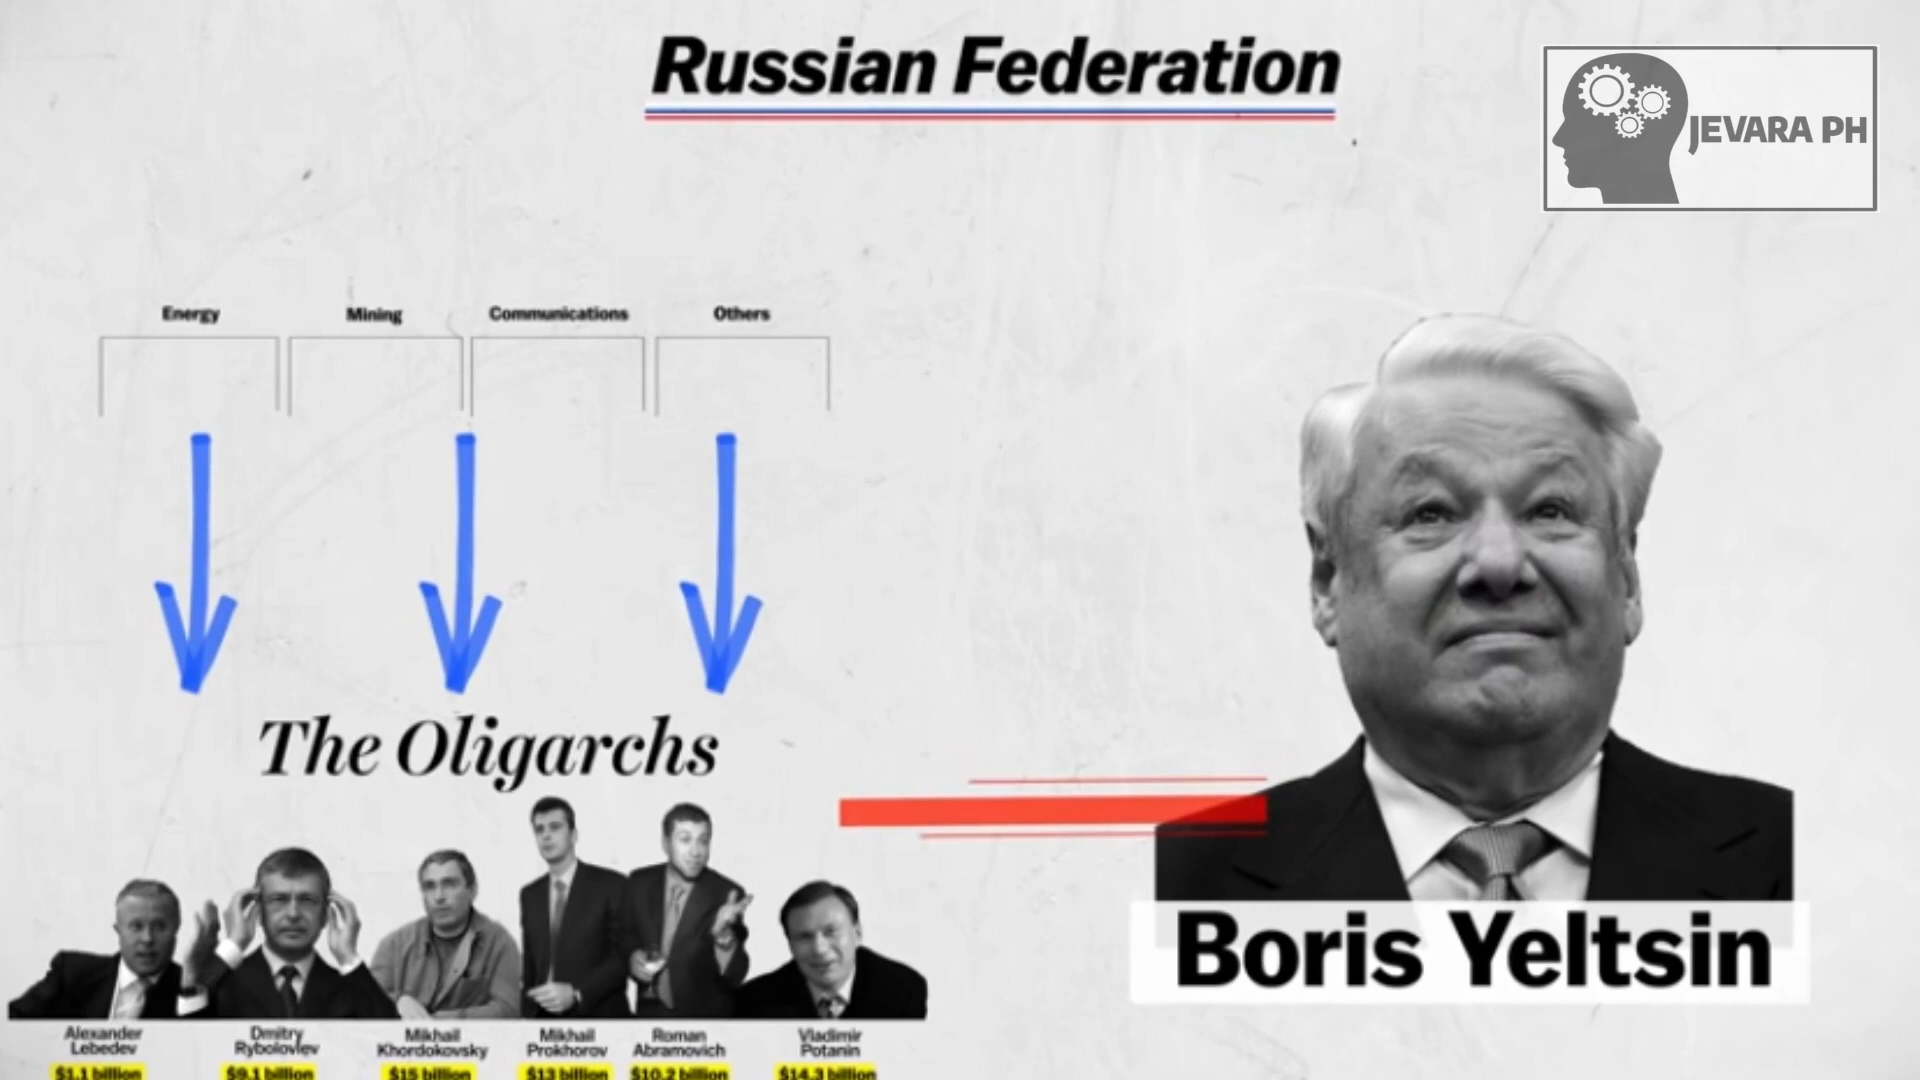 Russian Federation
JEVARA PH
Energy
Mining
Communications
Others
The Oligarchs
Boris Yeltsin
Alexander
Lebedev
Dmitry
Rybolovlev
Mikhail
Khordokovsky
Mikhail
Prokhorov
Roman
Abramovich
Vladimir
Potanin
$1.1 billion
$9.1 billion
$15 billion
$13 billion
$10.2 billion
$14.3 billion